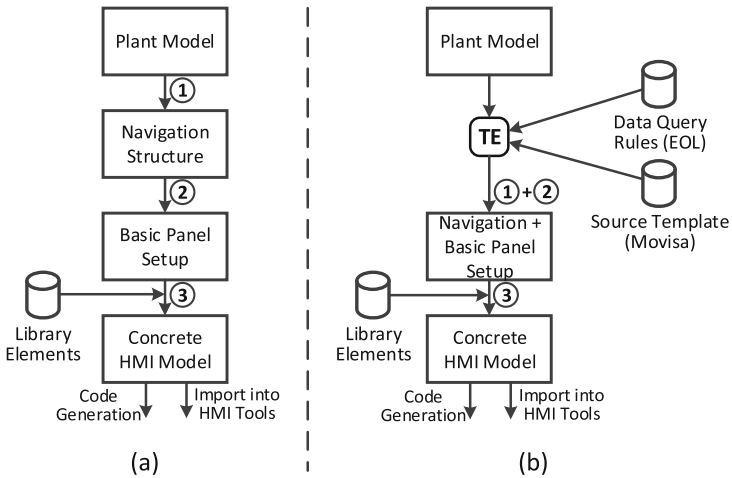 Plant Model
1
Navigation
Structure
2
Basic Panel
Setup
3
Library
Elements
Concrete
HMI Model
Code
Generation
Import into
HMI Tools
(a)
Plant Model
TE
Data Query
Rules (EOL)
Source Template
(Movisa)
1 + 2
Navigation +
Basic Panel
Setup
3
Library
Elements
Concrete
HMI Model
Code
Generation
Import into
HMI Tools
(b)